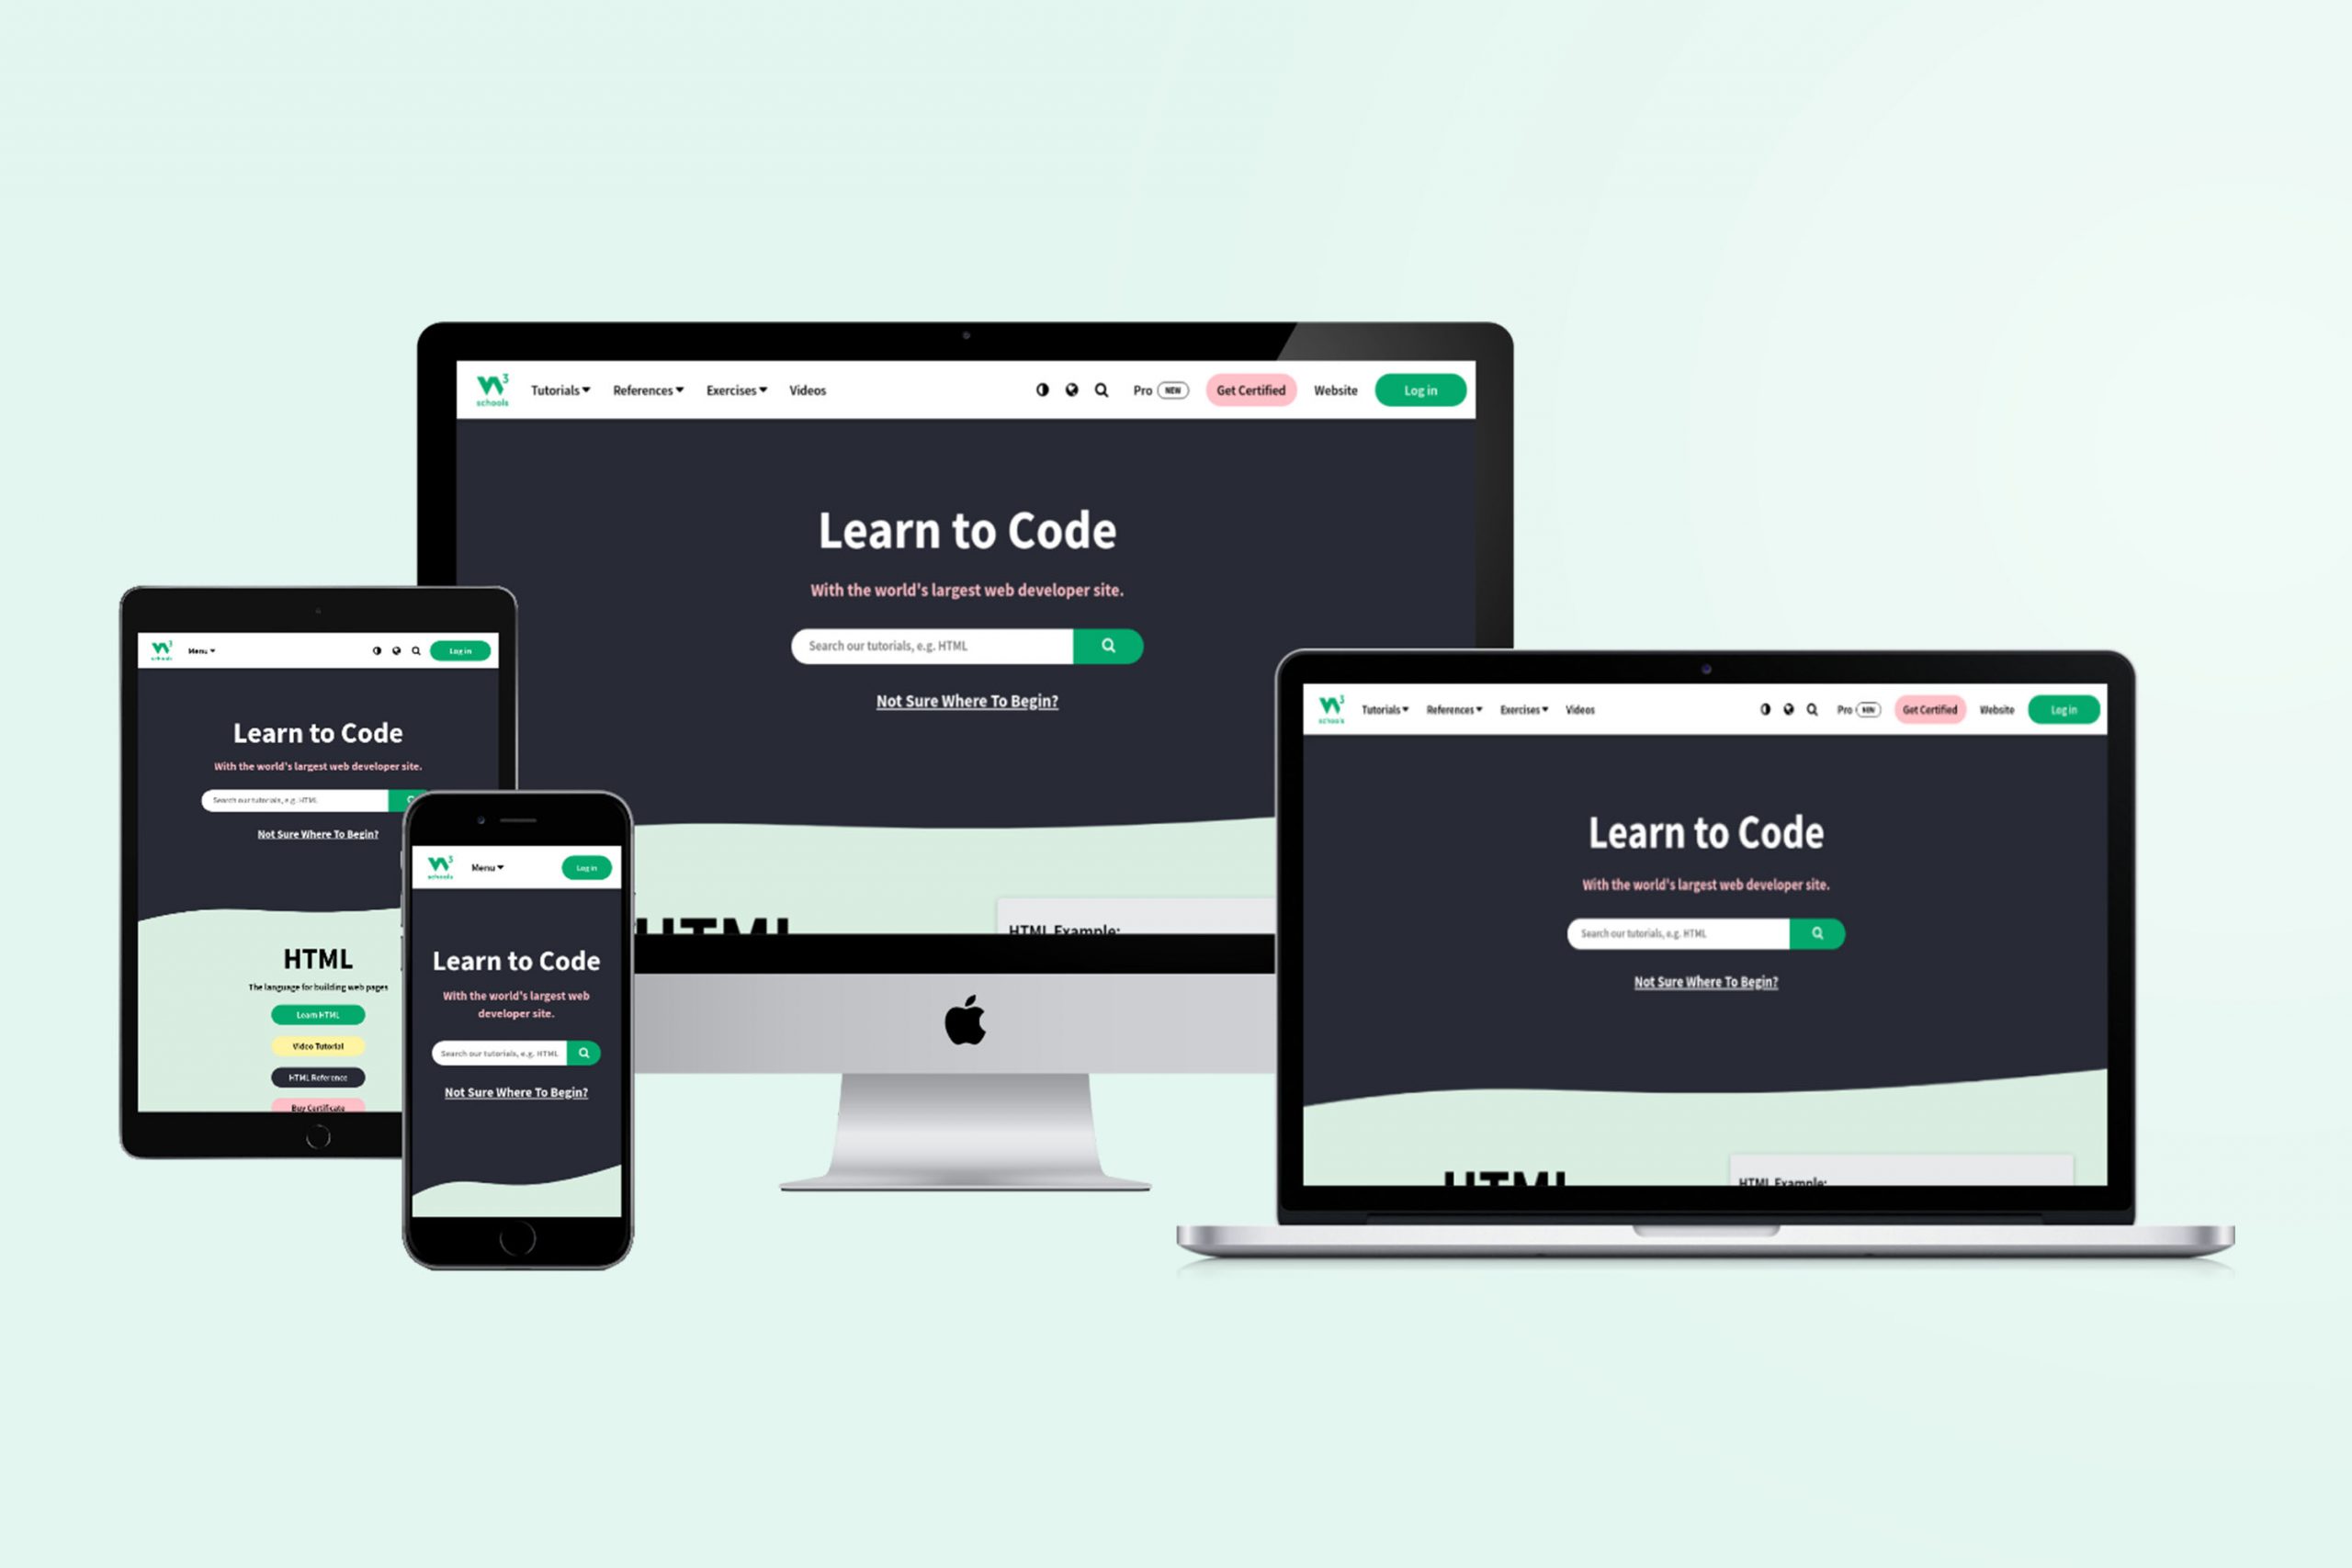 W3 schools Tutorials References Exercises Videos Pro NEW Get Certified Website Log in
Learn to Code
With the world's largest web developer site.
Search our tutorials, e.g. HTML
Not Sure Where To Begin?
HTML
HTML Example:
W3 schools Menu Log in
Learn to Code
With the world's largest web developer site.
Search our tutorials, e.g. HTML
Not Sure Where To Begin?
HTML
The language for building web pages
Learn HTML
Video Tutorial
HTML Reference
Buy Certificate
W3 schools Menu Log in
Learn to Code
With the world's largest web
developer site.
Search our tutorials, e.g. HTML
Not Sure Where To Begin?
W3 schools Tutorials References Exercises Videos Pro NEW Get Certified Website Log in
Learn to Code
With the world's largest web developer site.
Search our tutorials, e.g. HTML
Not Sure Where To Begin?
HTML
HTML Example: